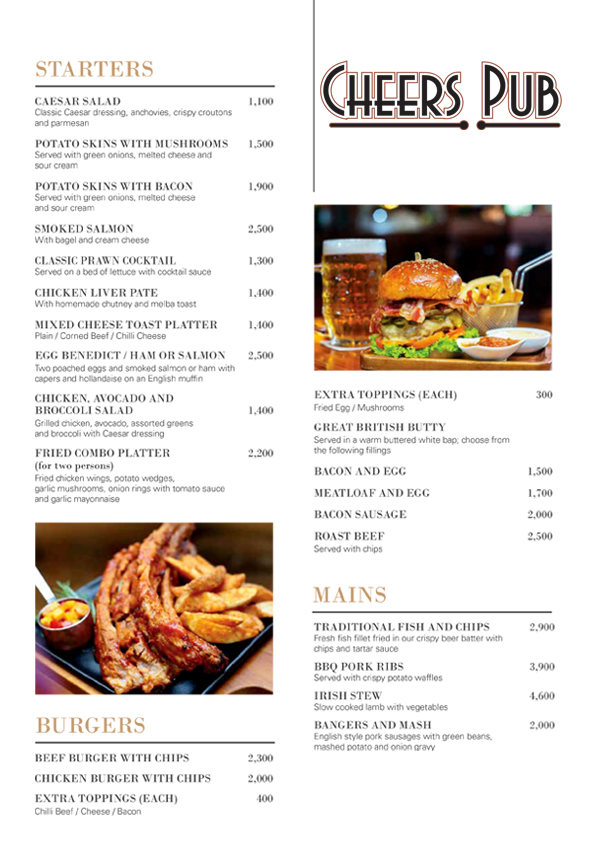 STARTERS
CAESAR SALAD 1,100
Classic Caesar dressing, anchovies, crispy croutons
and parmesan
POTATO SKINS WITH MUSHROOMS 1,500
Served with green onions, melted cheese and
sour cream
POTATO SKINS WITH BACON 1,900
Served with green onions, melted cheese
and sour cream
SMOKED SALMON 2,500
With bagel and cream cheese
CLASSIC PRAWN COCKTAIL 1,300
Served on a bed of lettuce with cocktail sauce
CHICKEN LIVER PATE 1,400
With homemade chutney and melba toast
MIXED CHEESE TOAST PLATTER 1,400
Plain / Corned Beef / Chilli Cheese
EGG BENEDICT / HAM OR SALMON 2,500
Two poached eggs and smoked salmon or ham with
capers and hollandaise on an English muffin
CHICKEN, AVOCADO AND
BROCCOLI SALAD 1,400
Grilled chicken, avocado, assorted greens
and broccoli with Caesar dressing
FRIED COMBO PLATTER 2,200
(for two persons)
Fried chicken wings, potato wedges,
garlic mushrooms, onion rings with tomato sauce
and garlic mayonnaise
BURGERS
BEEF BURGER WITH CHIPS 2,300
CHICKEN BURGER WITH CHIPS 2,000
EXTRA TOPPINGS (EACH) 400
Chilli Beef / Cheese / Bacon
CHEERS PUB
EXTRA TOPPINGS (EACH) 300
Fried Egg / Mushrooms
GREAT BRITISH BUTTY
Served in a warm buttered white bap; choose from
the following fillings
BACON AND EGG 1,500
MEATLOAF AND EGG 1,700
BACON SAUSAGE 2,000
ROAST BEEF 2,500
Served with chips
MAINS
TRADITIONAL FISH AND CHIPS 2,900
Fresh fish fillet fried in our crispy beer batter with
chips and tartar sauce
BBQ PORK RIBS 3,900
Served with crispy potato waffles
IRISH STEW 4,600
Slow cooked lamb with vegetables
BANGERS AND MASH 2,000
English style pork sausages with green beans,
mashed potato and onion gravy